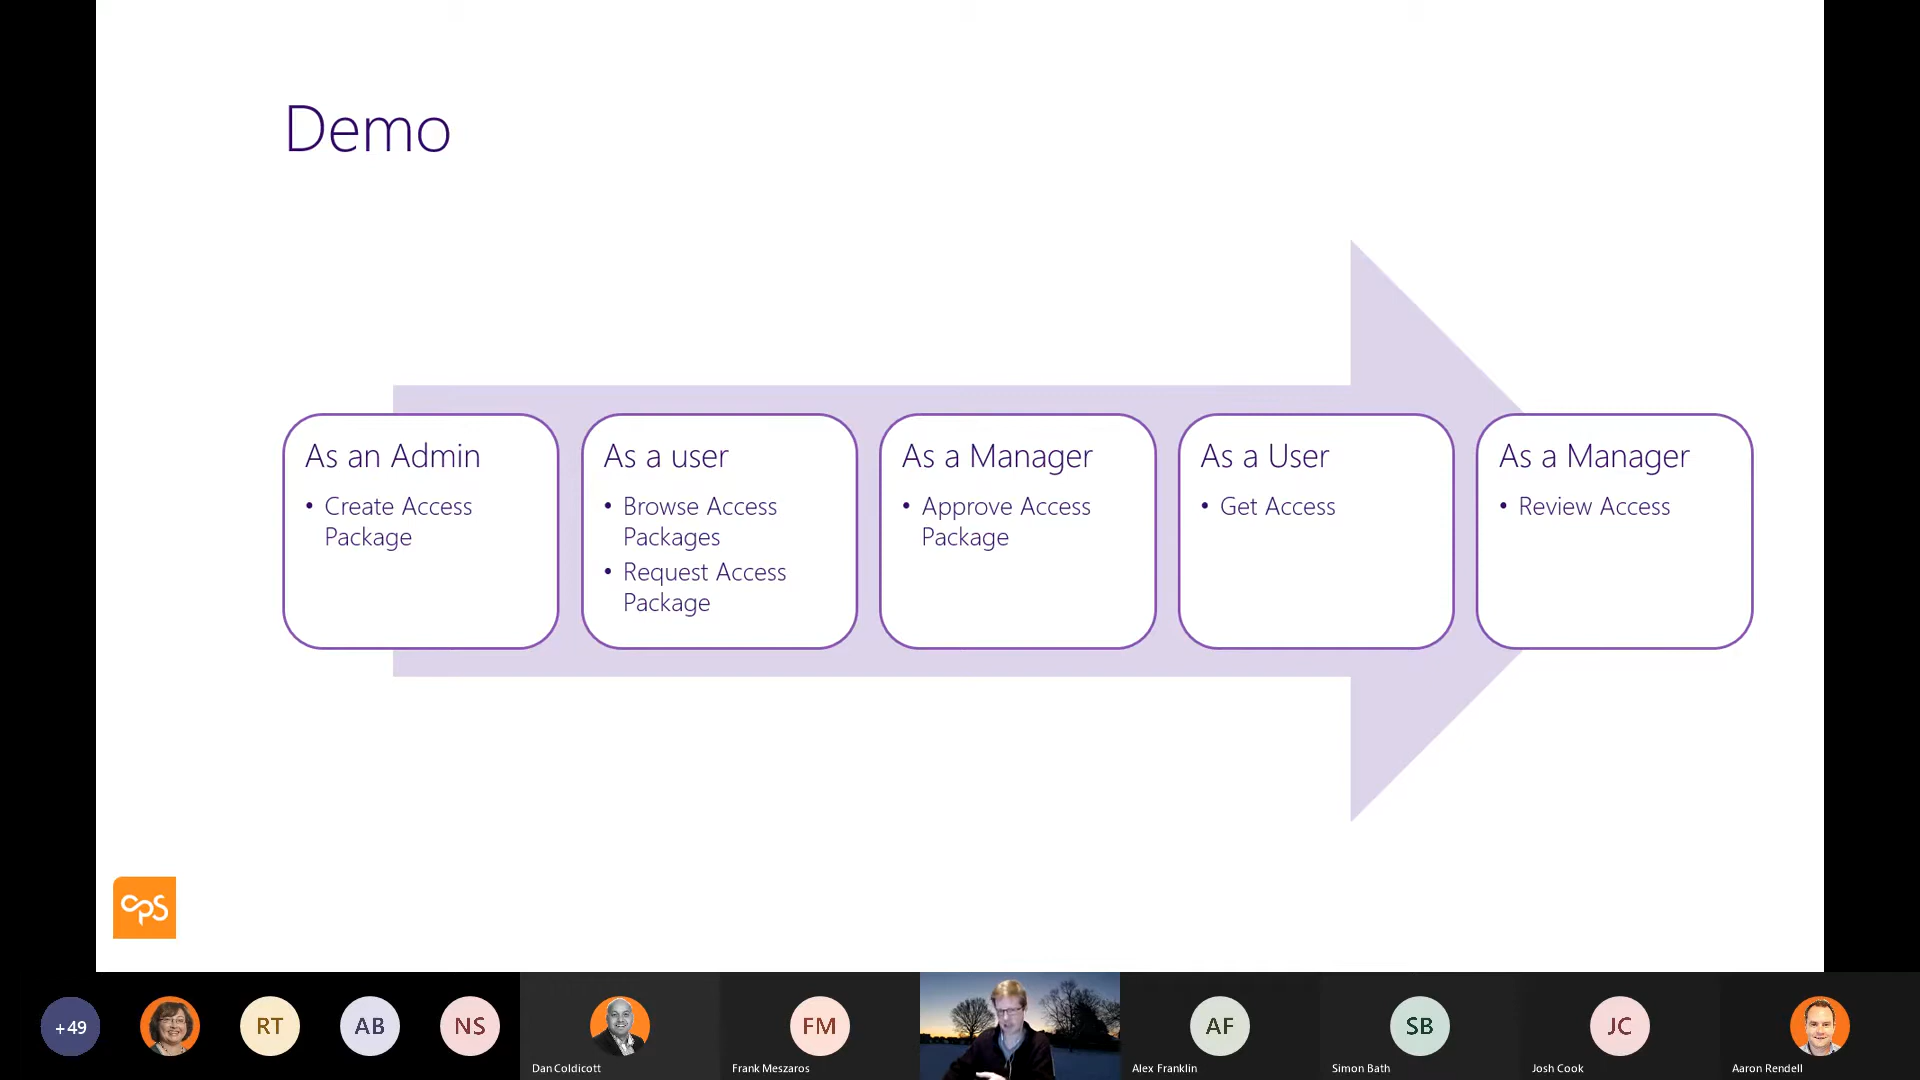 Demo
As an Admin
• Create Access
Package
As a user
• Browse Access
Packages
• Request Access
Package
As a Manager
• Approve Access
Package
As a User
• Get Access
As a Manager
• Review Access
cps
+49
RT
AB
NS
Dan Coldicott
FM
Frank Meszaros
AF
Alex Franklin
SB
Simon Bath
JC
Josh Cook
Aaron Rendell